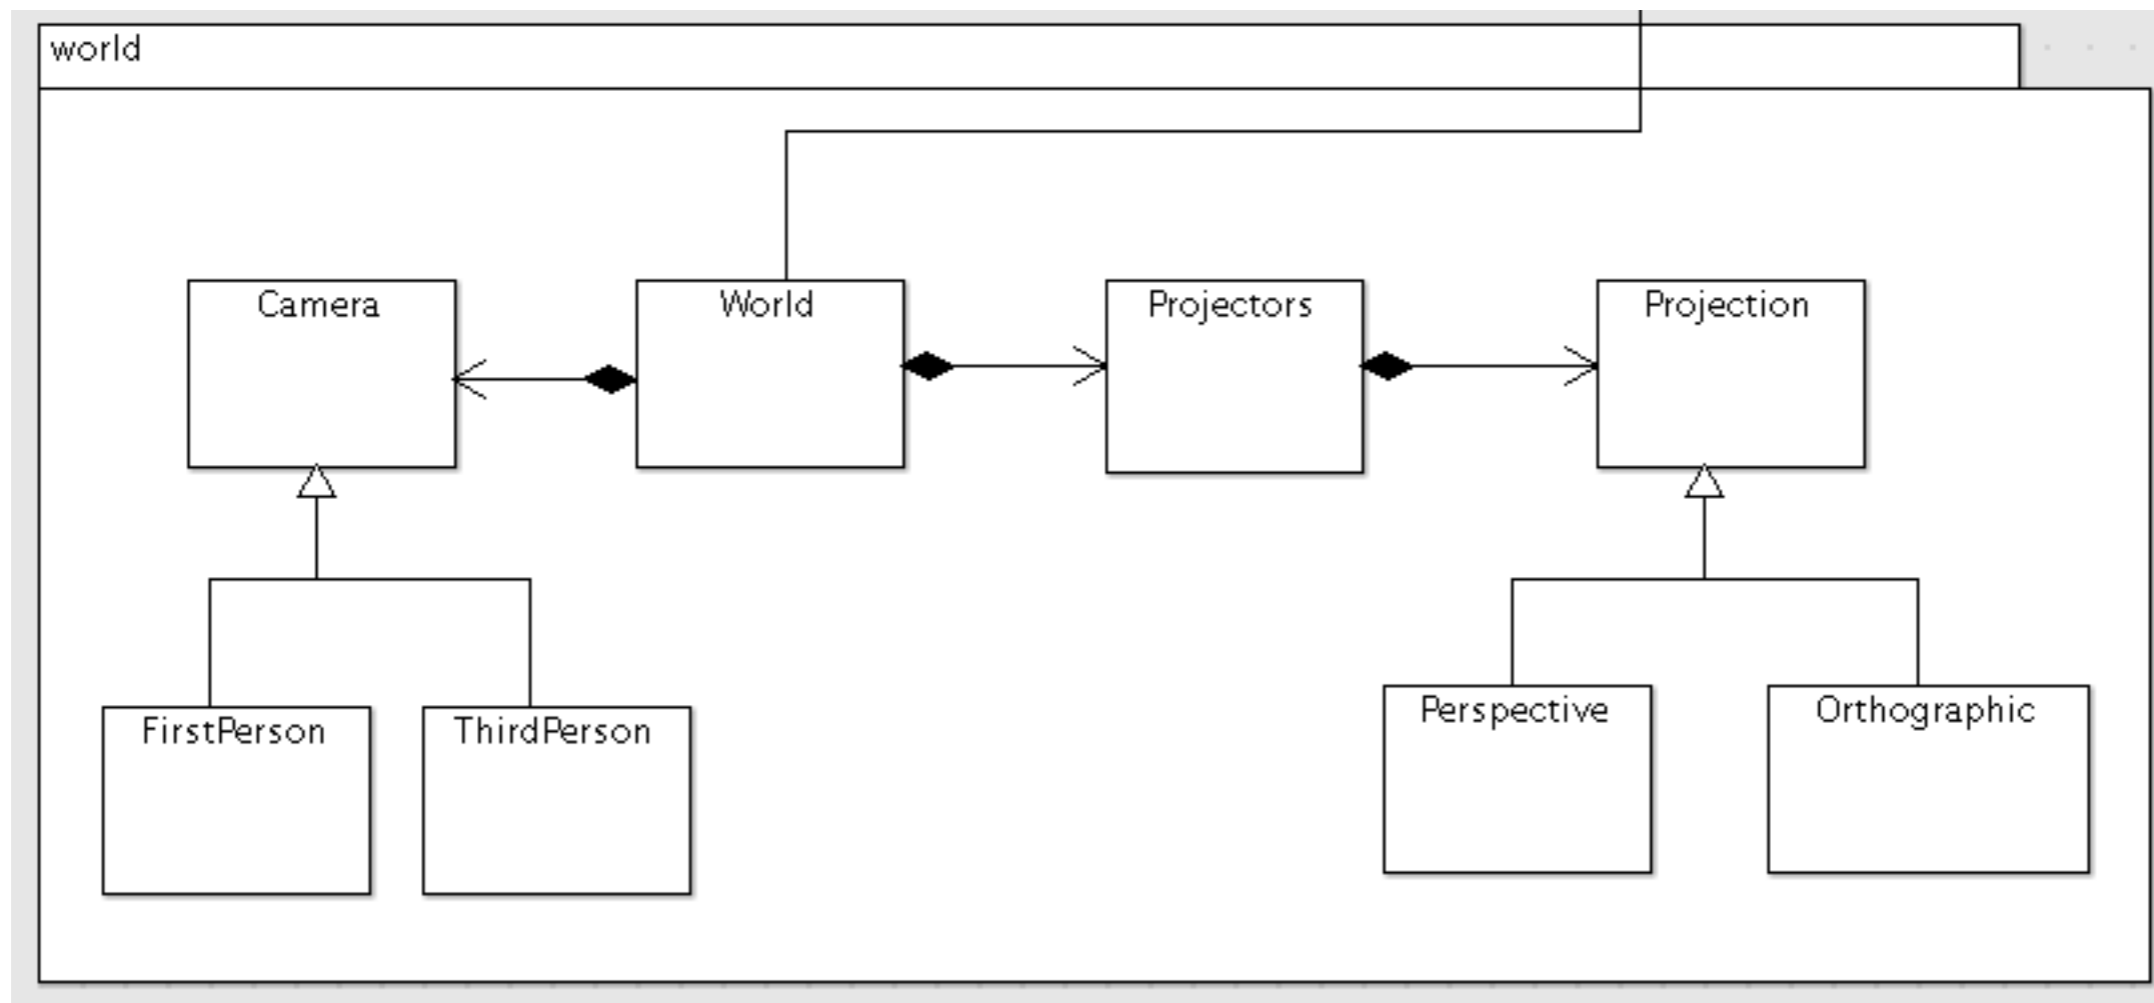 world
Camera
World
Projectors
Projection
FirstPerson
ThirdPerson
Perspective
Orthographic